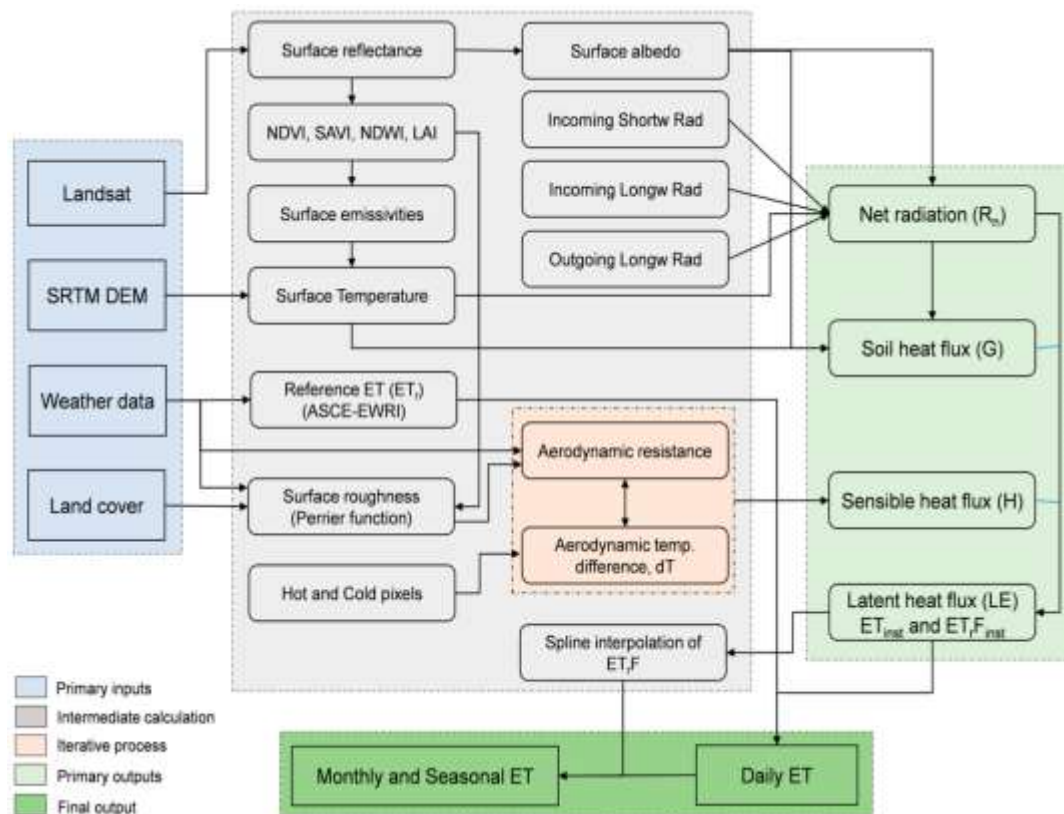 Surface reflectance
Surface albedo
NDVI, SAVI, NDWI, LAI
Incoming Shortw Rad
Landsat
Surface emissivities
Incoming Longw Rad
Net radiation (Rn)
Outgoing Longw Rad
SRTM DEM
Surface Temperature
Soil heat flux (G)
Weather data
Reference ET (ETr)
(ASCE-EWRI)
Aerodynamic resistance
Land cover
Surface roughness
(Perrier function)
Sensible heat flux (H)
Aerodynamic temp.
difference, dT
Hot and Cold pixels
Latent heat flux (LE)
ETinst and ETrFinst
Spline interpolation of
ETrF
Primary inputs
Intermediate calculation
Iterative process
Primary outputs
Final output
Monthly and Seasonal ET
Daily ET